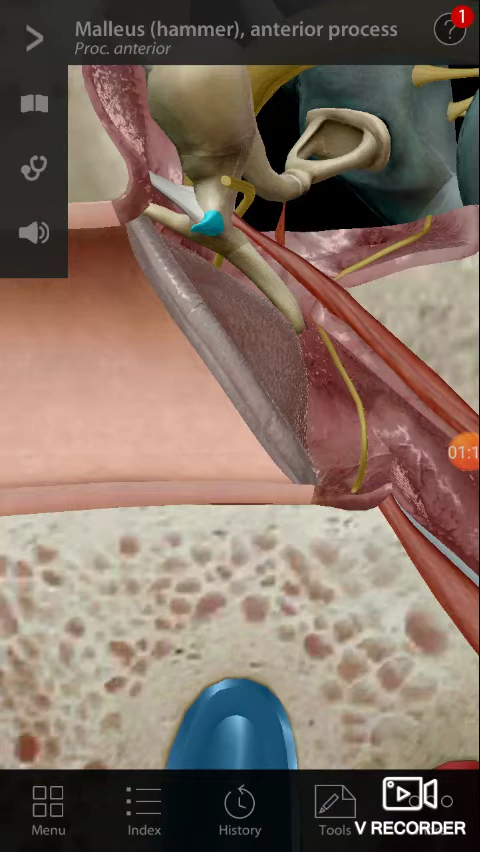 Malleus (hammer), anterior process
Proc. anterior
?
1
01:1
Menu
Index
History
Tools
V RECORDER